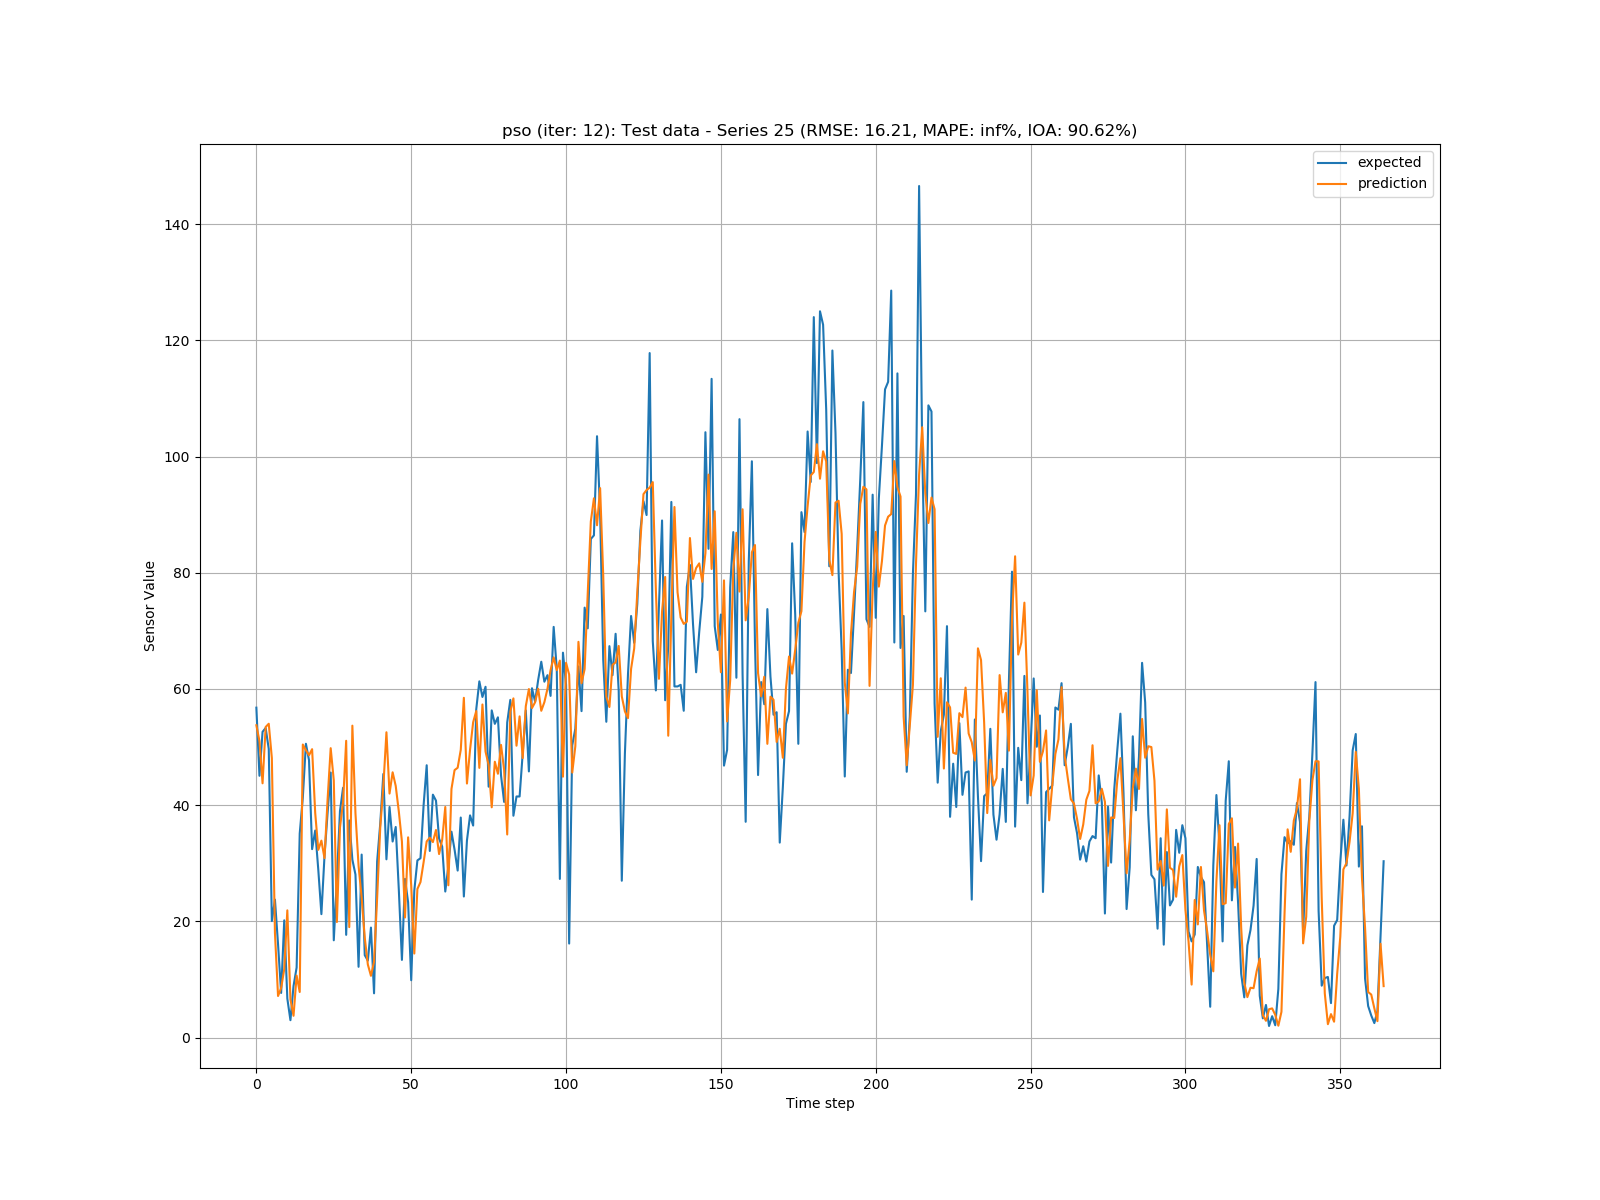 pso (iter: 12): Test data - Series 25 (RMSE: 16.21, MAPE: inf%, IOA: 90.62%)
expected
prediction
140
120
100
80
60
40
20
0
Sensor Value
0 50 100 150 200 250 300 350
Time step